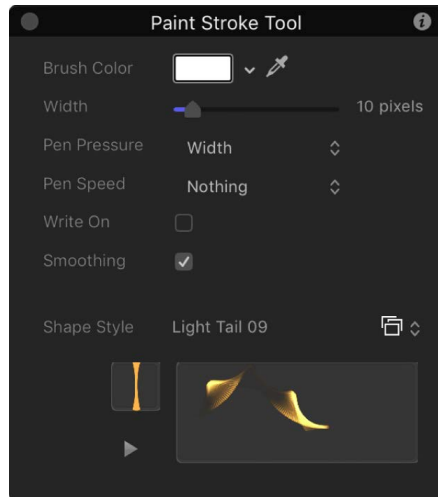 Paint Stroke Tool
Brush Color
Width 10 pixels
Pen Pressure Width
Pen Speed Nothing
Write On
Smoothing
Shape Style Light Tail 09